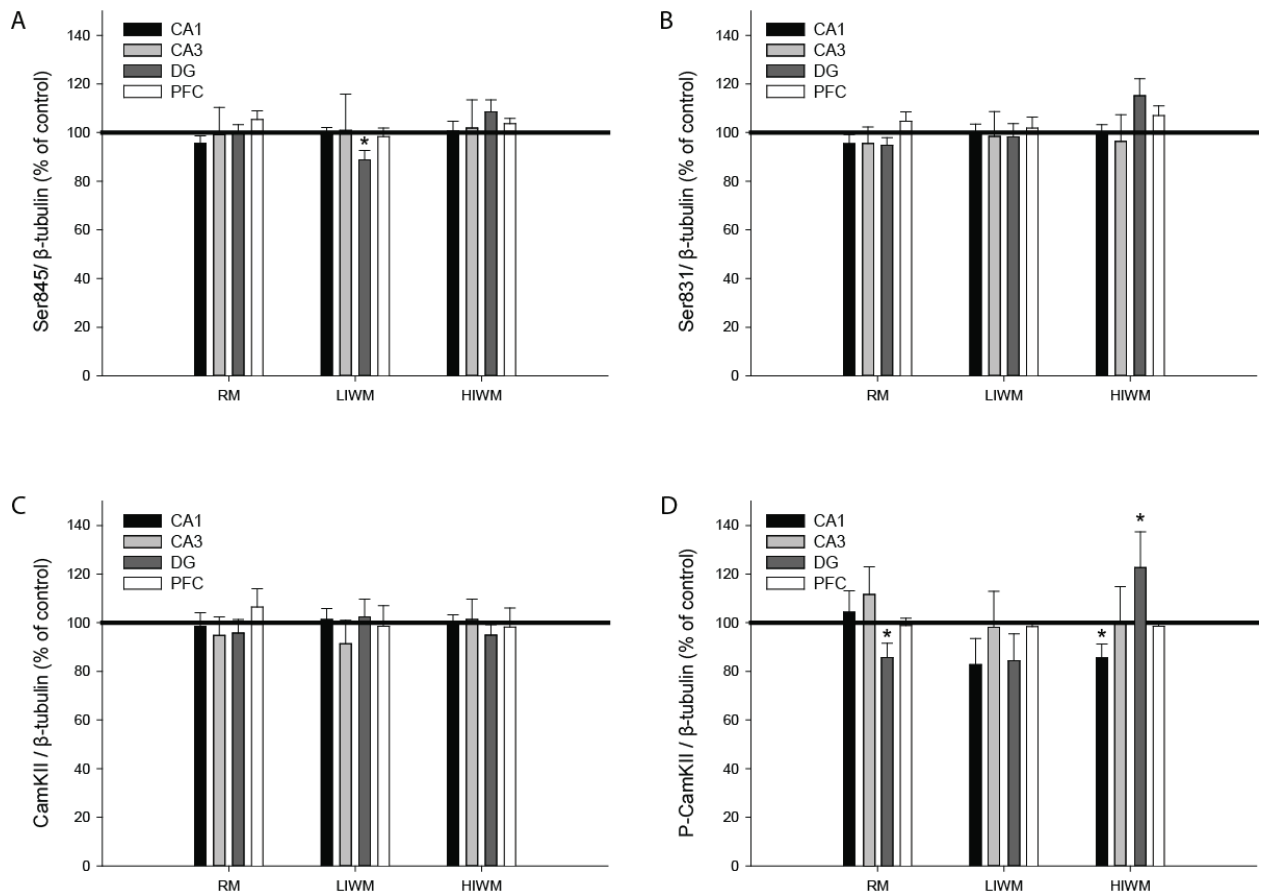 A
CA1
CA3
DG
PFC
Ser845/ β-tubulin (% of control)
140
120
100
80
60
40
20
0
*
RM
LIWM
HIWM
B
CA1
CA3
DG
PFC
Ser831/ β-tubulin (% of control)
140
120
100
80
60
40
20
0
RM
LIWM
HIWM
C
CA1
CA3
DG
PFC
CamKII / β-tubulin (% of control)
140
120
100
80
60
40
20
0
RM
LIWM
HIWM
D
CA1
CA3
DG
PFC
P-CamKII / β-tubulin (% of control)
140
120
100
80
60
40
20
0
*
*
*
RM
LIWM
HIWM